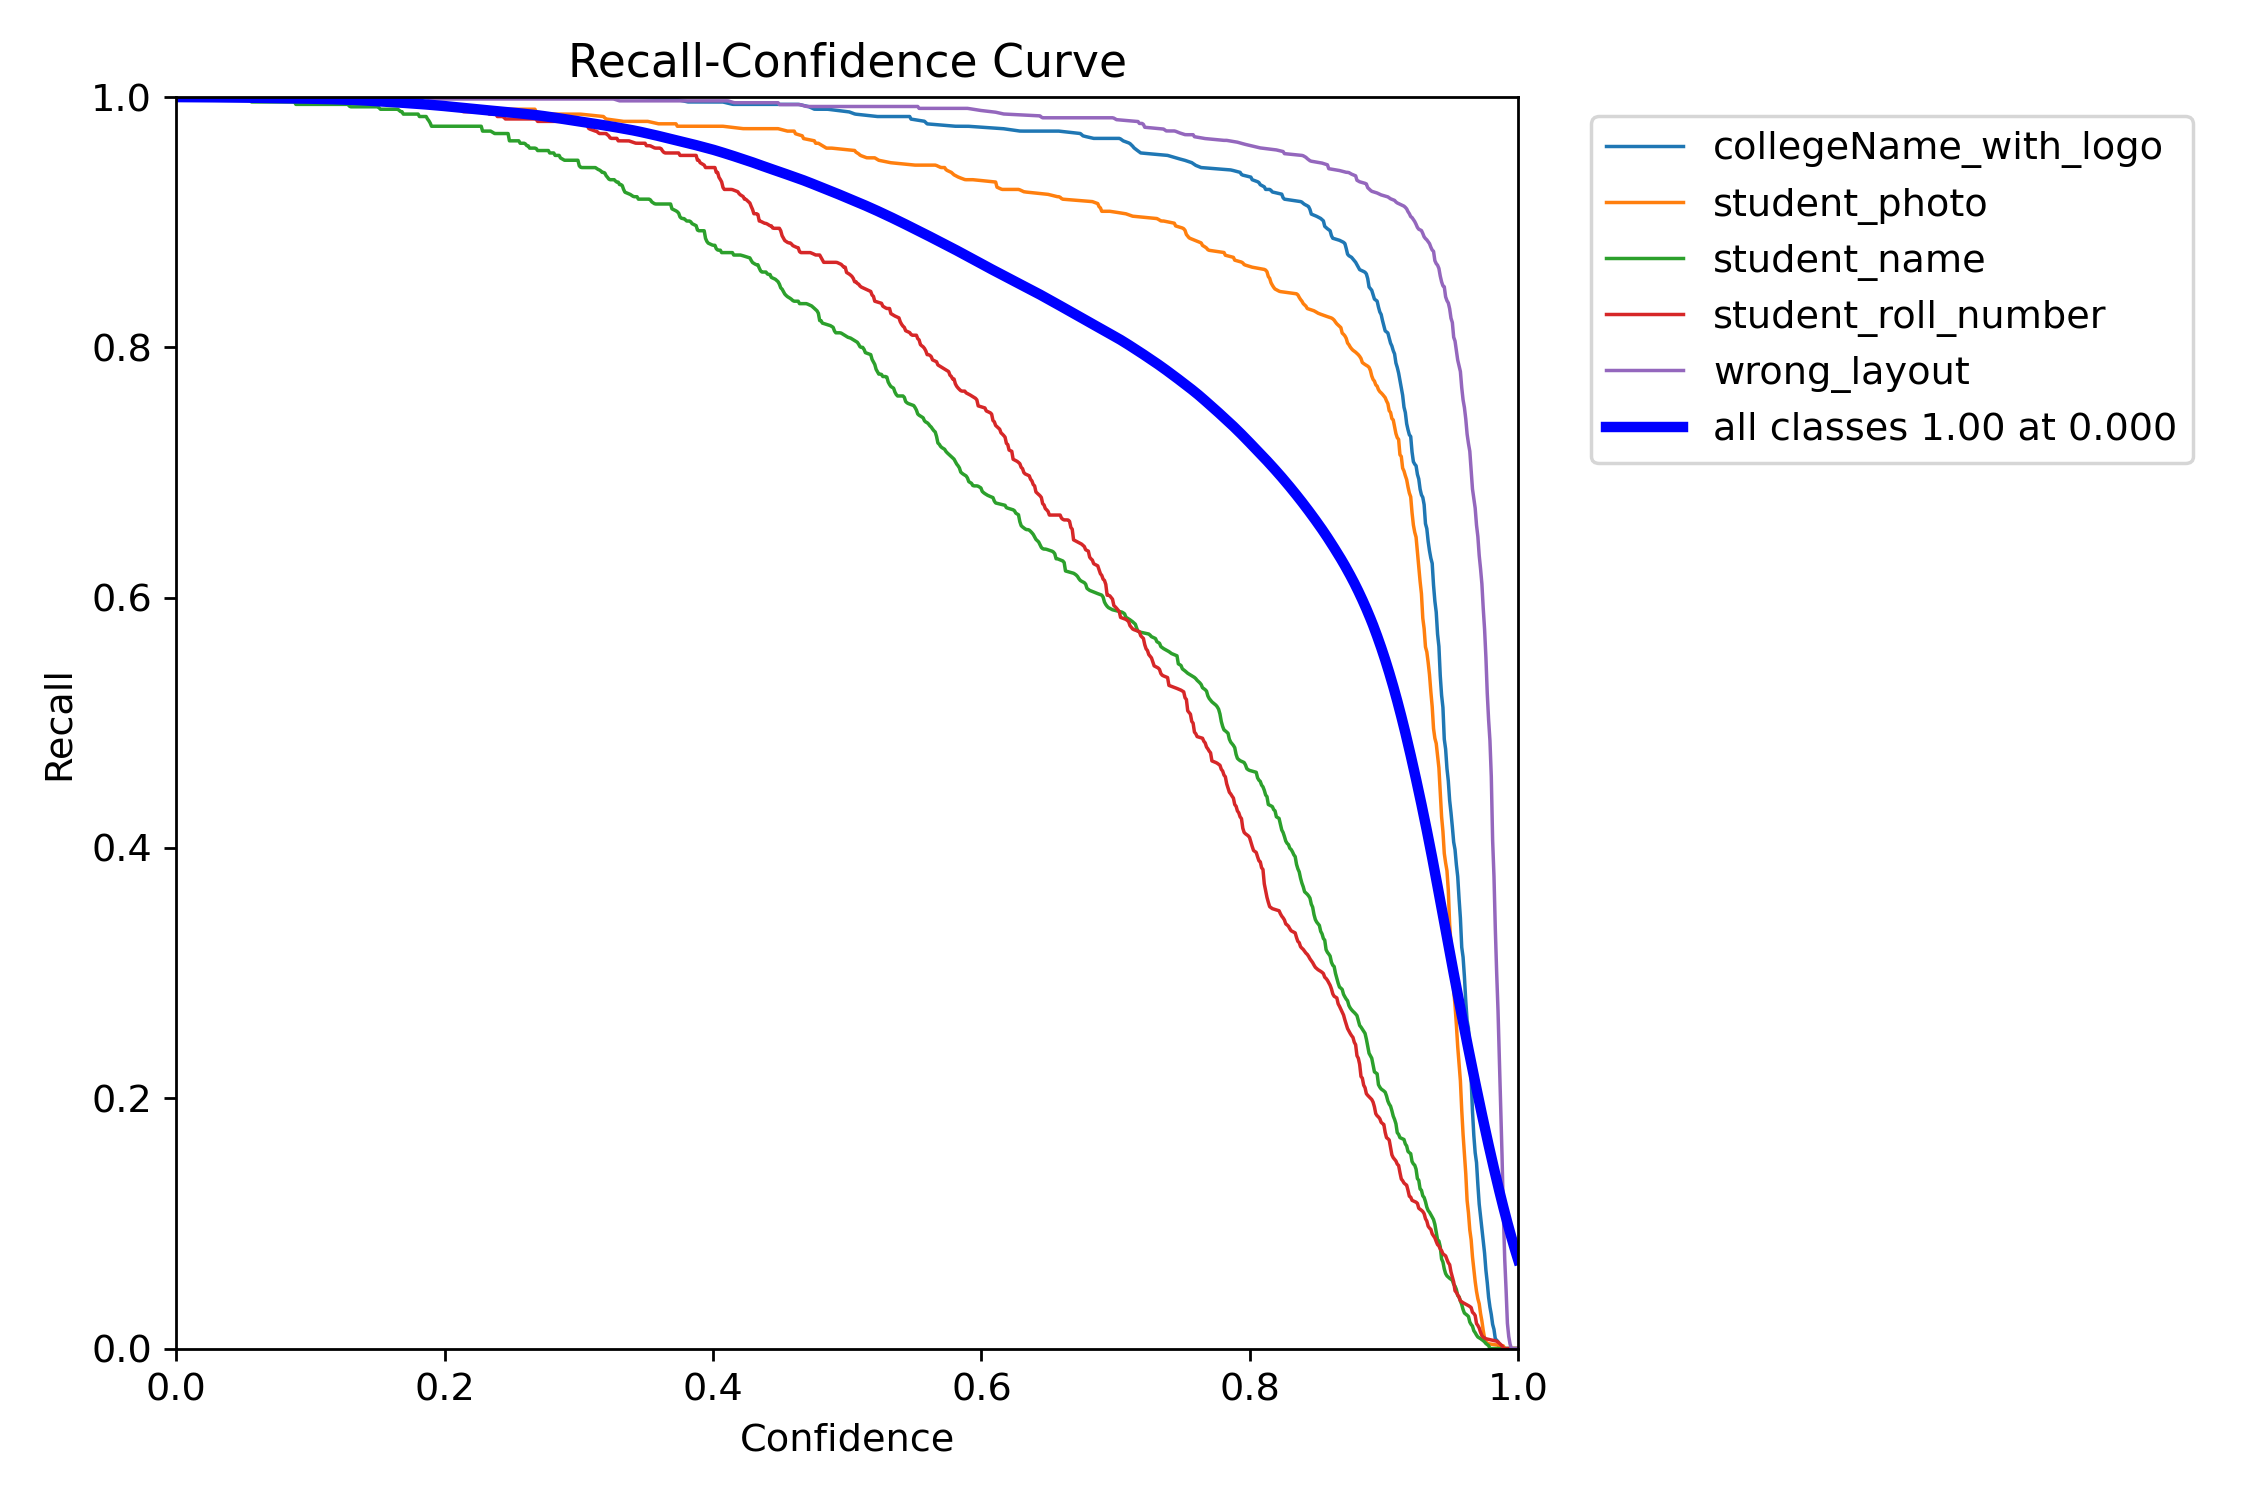 Recall-Confidence Curve
1.0
0.8
0.6
0.4
0.2
0.0
Recall
0.0 0.2 0.4 0.6 0.8 1.0
Confidence
collegeName_with_logo
student_photo
student_name
student_roll_number
wrong_layout
all classes 1.00 at 0.000